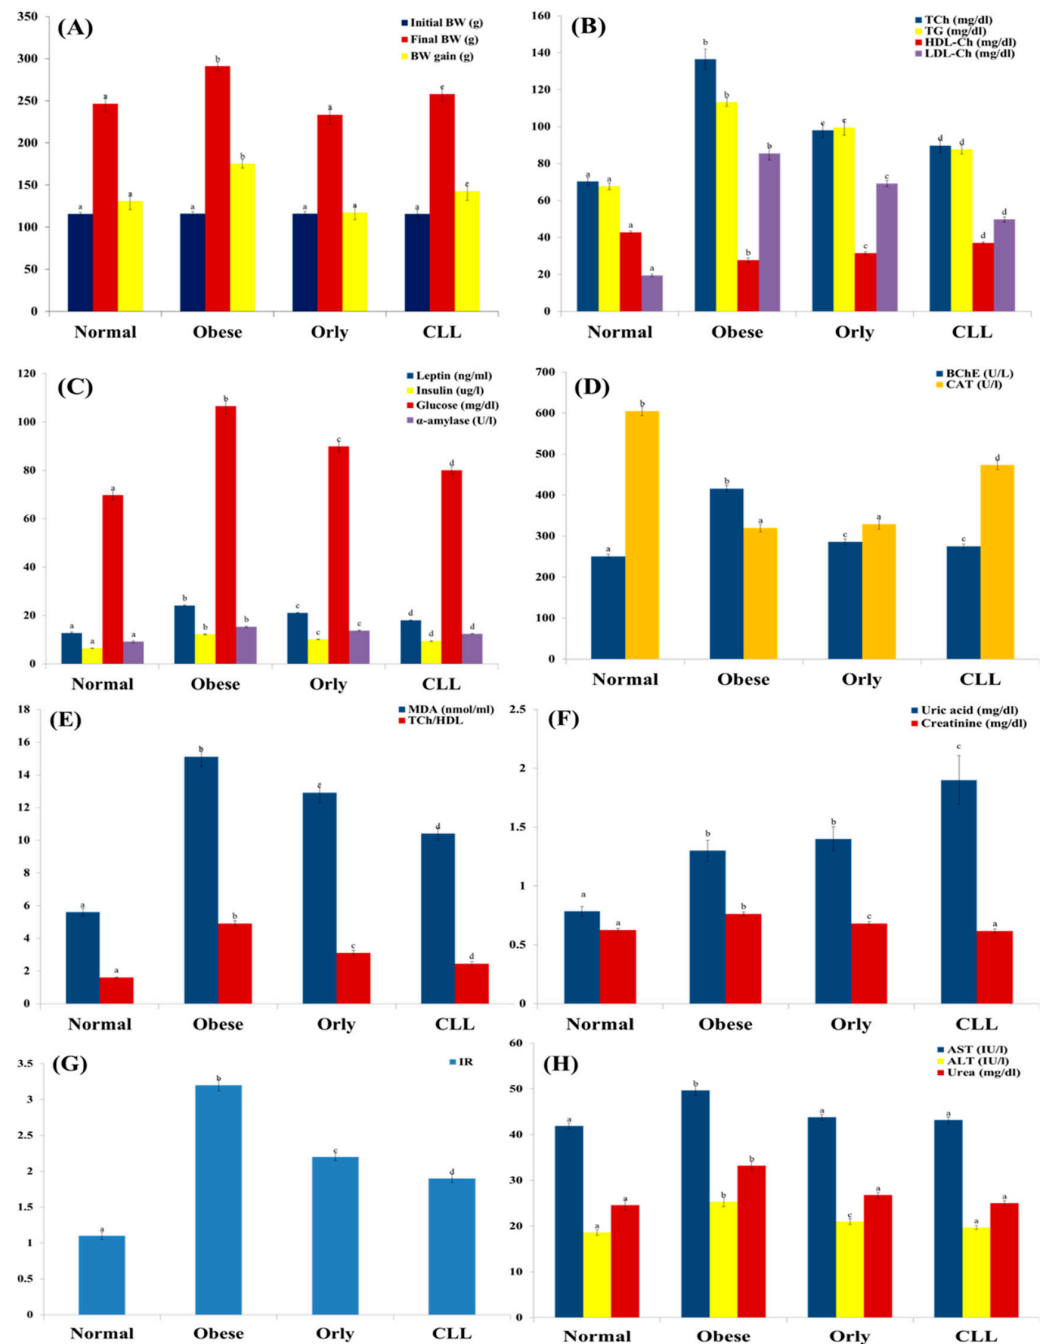 (A)
Initial BW (g)
Final BW (g)
BW gain (g)
350
300
250
200
150
100
50
0
a a a
a b b
a a a
a c c
Normal Obese Orly CLL
(B)
TCh (mg/dl)
TG (mg/dl)
HDL-Ch (mg/dl)
LDL-Ch (mg/dl)
160
140
120
100
80
60
40
20
0
a a a
b b b
c c c
d d d d
Normal Obese Orly CLL
(C)
Leptin (ng/ml)
Insulin (ug/l)
Glucose (mg/dl)
α-amylase (U/l)
120
100
80
60
40
20
0
a a a a
b b b b
c c c c
d d d d
Normal Obese Orly CLL
(D)
BChE (U/L)
CAT (U/l)
700
600
500
400
300
200
100
0
a b
b a
c a
c d
Normal Obese Orly CLL
(E)
MDA (nmol/ml)
TCh/HDL
18
16
14
12
10
8
6
4
2
0
a a
b b
c c
d d
Normal Obese Orly CLL
(F)
Uric acid (mg/dl)
Creatinine (mg/dl)
2.5
2
1.5
1
0.5
0
a a
b b
b c
c a
Normal Obese Orly CLL
(G)
IR
3.5
3
2.5
2
1.5
1
0.5
0
a b c d
Normal Obese Orly CLL
(H)
AST (IU/l)
ALT (IU/l)
Urea (mg/dl)
60
50
40
30
20
10
0
a a a
b b b
a c a
a a a
Normal Obese Orly CLL